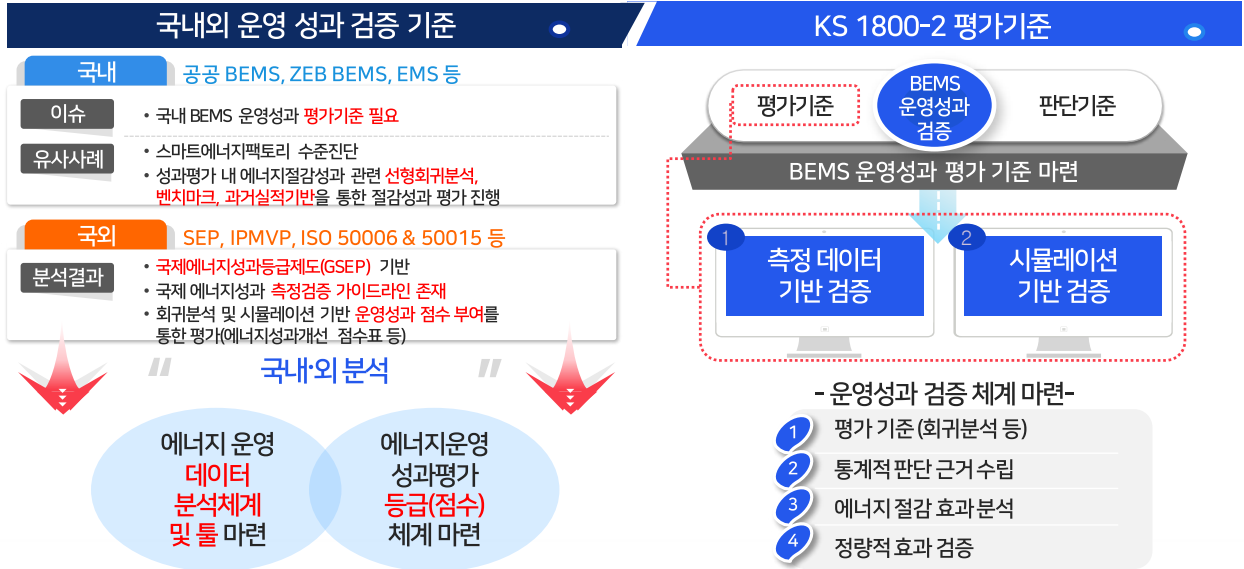 국내외 운영 성과 검증 기준
국내
공공 BEMS, ZEB BEMS, EMS 등
이슈
• 국내 BEMS 운영성과 평가기준 필요
유사사례
• 스마트에너지팩토리 수준진단
• 성과평가 내 에너지절감성과 관련 선형회귀분석,
벤치마크, 과거실적기반을 통한 절감성과 평가 진행
국외
SEP, IPMVP, ISO 50006 & 50015 등
분석결과
• 국제에너지성과등급제도(GSEP) 기반
• 국제 에너지성과 측정검증 가이드라인 존재
• 회귀분석 및 시뮬레이션 기반 운영성과 점수 부여를
통한 평가(에너지성과개선 점수표 등)
" 국내·외 분석 "
에너지 운영
데이터
분석체계
및 툴 마련
에너지운영
성과평가
등급(점수)
체계 마련
KS 1800-2 평가기준
평가기준
BEMS
운영성과
검증
판단기준
BEMS 운영성과 평가 기준 마련
1
측정 데이터
기반 검증
2
시뮬레이션
기반 검증
- 운영성과 검증 체계 마련-
1 평가 기준 (회귀분석 등)
2 통계적 판단 근거 수립
3 에너지 절감 효과 분석
4 정량적 효과 검증